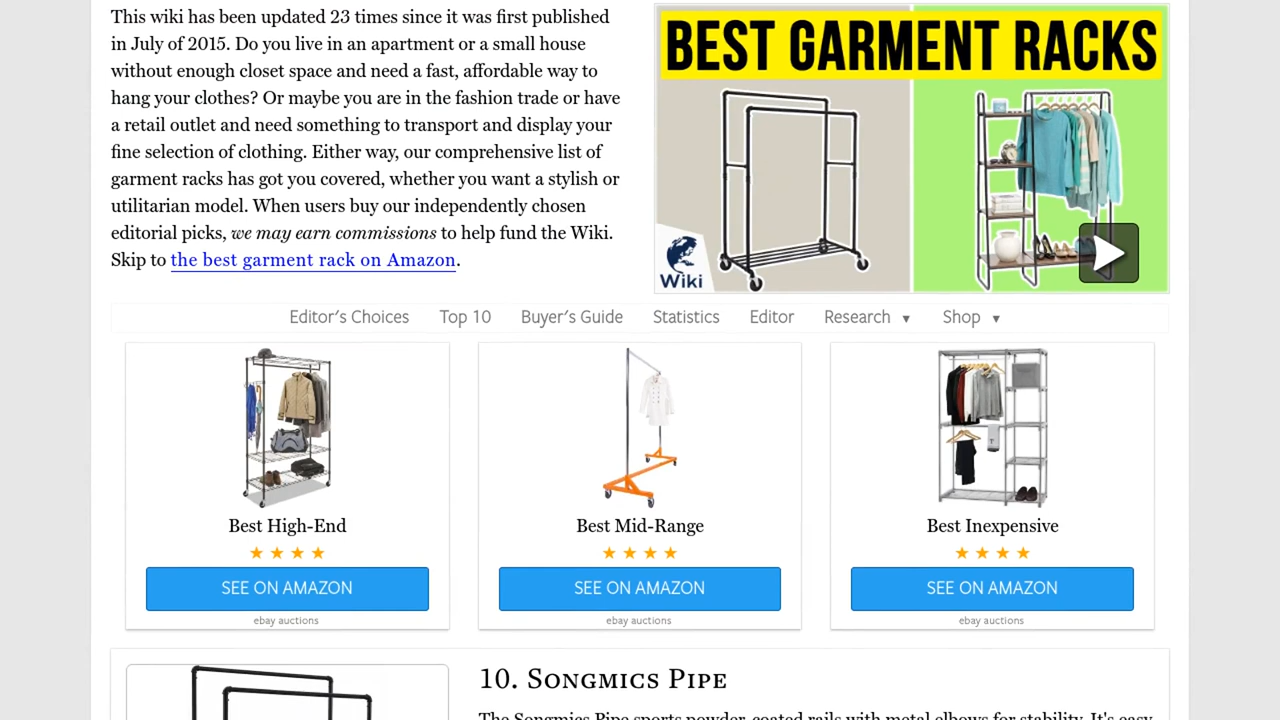 This wiki has been updated 23 times since it was first published
in July of 2015. Do you live in an apartment or a small house
without enough closet space and need a fast, affordable way to
hang your clothes? Or maybe you are in the fashion trade or have
a retail outlet and need something to transport and display your
fine selection of clothing. Either way, our comprehensive list of
garment racks has got you covered, whether you want a stylish or
utilitarian model. When users buy our independently chosen
editorial picks, we may earn commissions to help fund the Wiki.
Skip to the best garment rack on Amazon.
BEST GARMENT RACKS
Wiki
Editor's Choices Top 10 Buyer's Guide Statistics Editor Research ▼ Shop ▼
Best High-End
★ ★ ★ ★
SEE ON AMAZON
ebay auctions
Best Mid-Range
★ ★ ★ ★
SEE ON AMAZON
ebay auctions
Best Inexpensive
★ ★ ★ ★
SEE ON AMAZON
ebay auctions
10. Songmics Pipe
The Songmics Pipe sports powder-coated rails with metal elbows for stability. It's easy